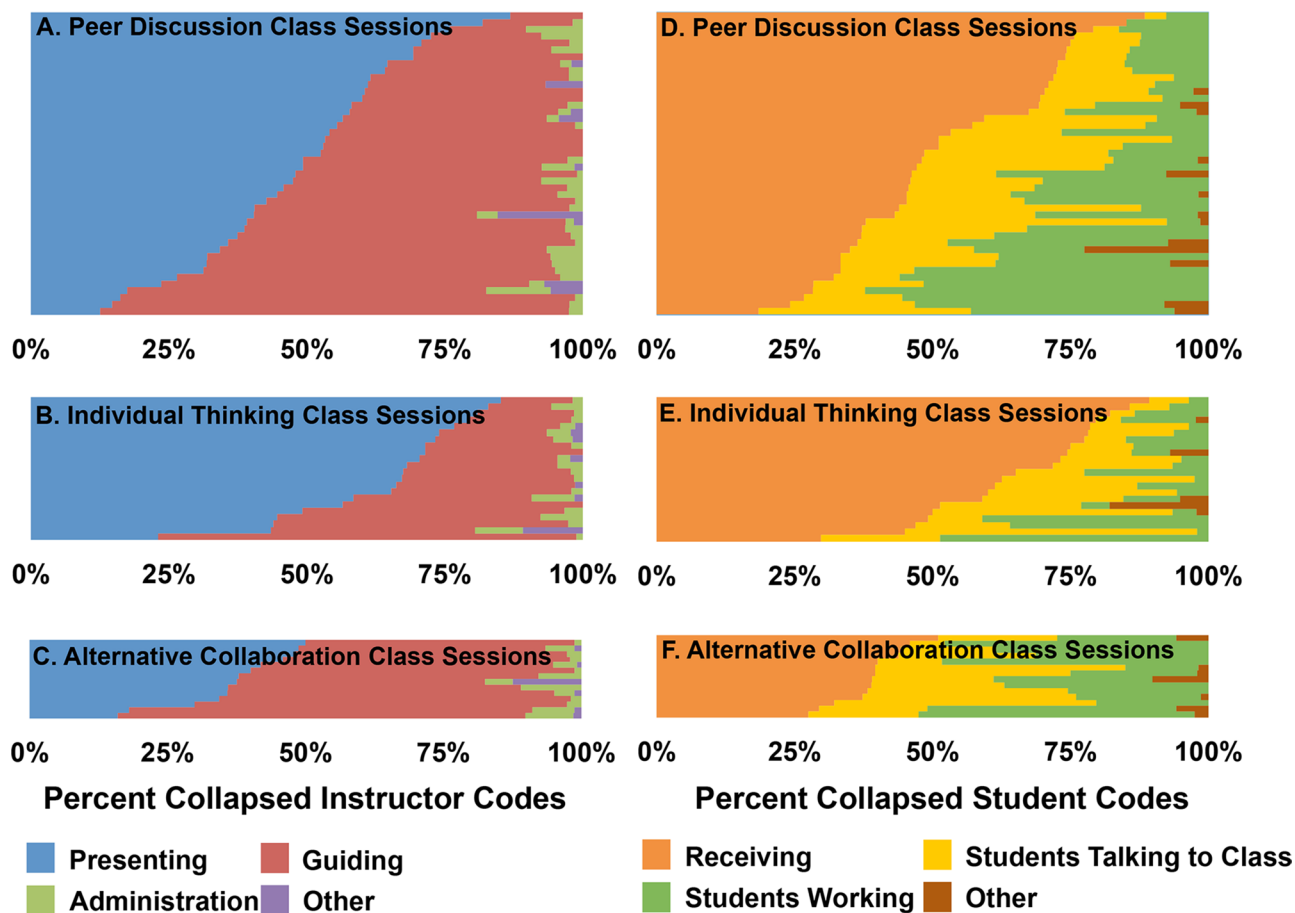 A. Peer Discussion Class Sessions
0% 25% 50% 75% 100%
B. Individual Thinking Class Sessions
0% 25% 50% 75% 100%
C. Alternative Collaboration Class Sessions
0% 25% 50% 75% 100%
Percent Collapsed Instructor Codes
Presenting Guiding
Administration Other
D. Peer Discussion Class Sessions
0% 25% 50% 75% 100%
E. Individual Thinking Class Sessions
0% 25% 50% 75% 100%
F. Alternative Collaboration Class Sessions
0% 25% 50% 75% 100%
Percent Collapsed Student Codes
Receiving Students Talking to Class
Students Working Other